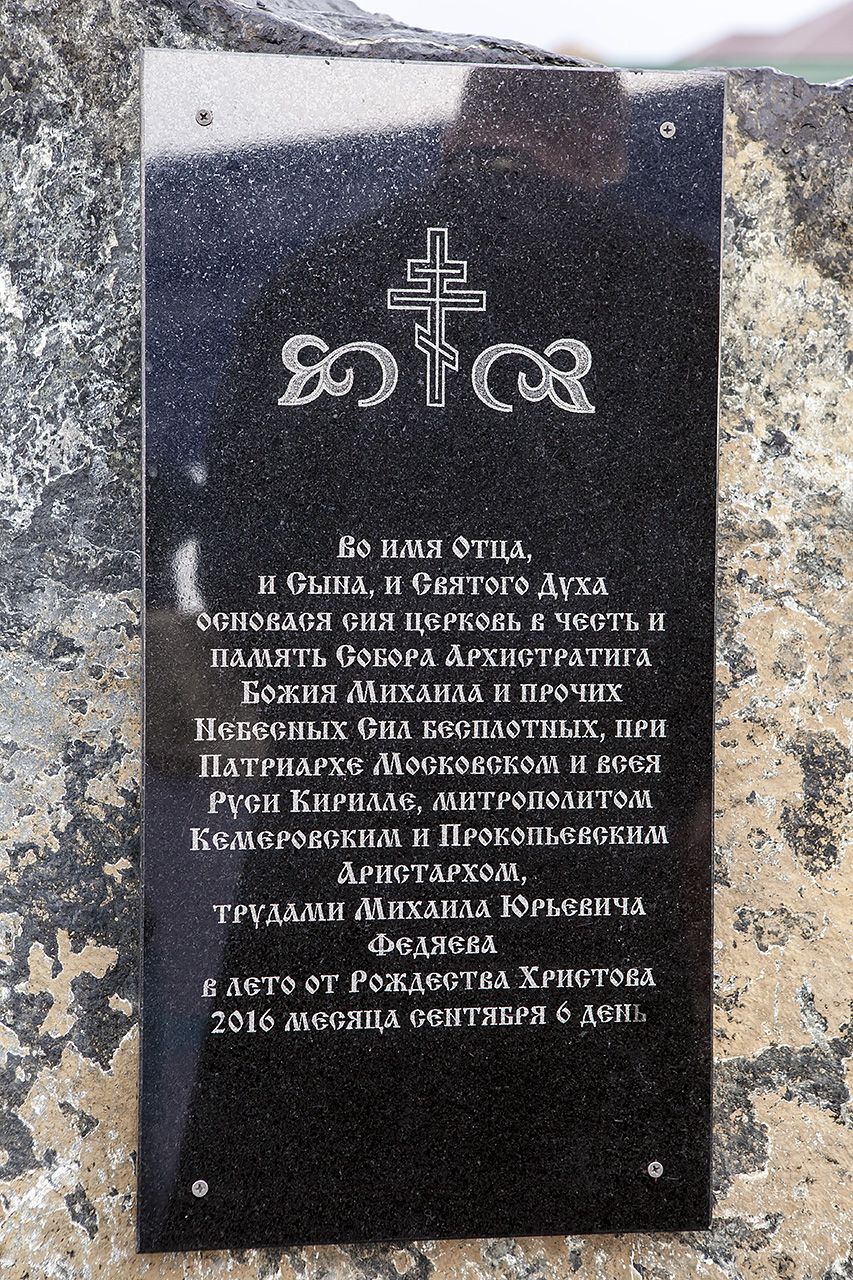 Во имя Отца,
и Сына, и Святого Духа
основася сия церковь в честь и
память Собора Архистратига
Божия Михаила и прочих
Небесных Сил бесплотных, при
Патриархе Московском и всея
Руси Кирилле, митрополитом
Кемеровским и Прокопьевским
Аристархом,
трудами Михаила Юрьевича
Федяева
в лето от Рождества Христова
2016 месяца сентября 6 день